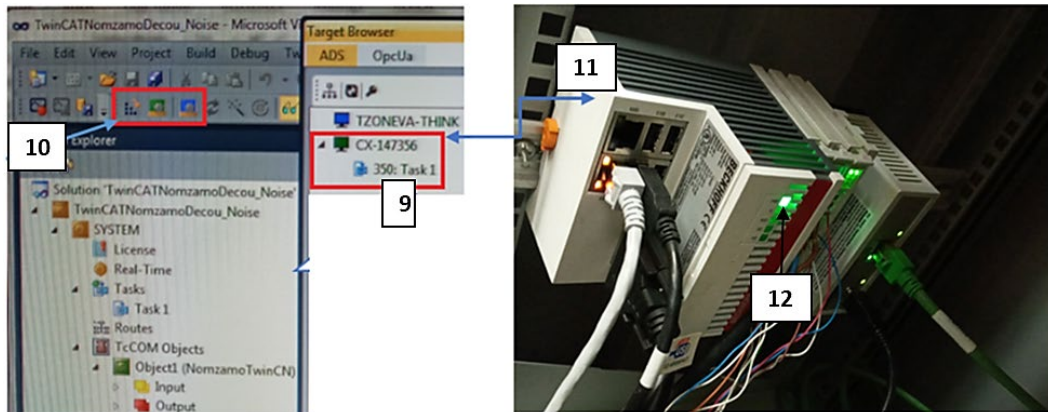 TwinCATNomzamoDecou_Noise - Microsoft Vi
File Edit View Project Build Debug Tw
10
Explorer
Solution 'TwinCATNomzamoDecou_Noise'
TwinCATNomzamoDecou_Noise
SYSTEM
License
Real-Time
Tasks
Task 1
Routes
TcCOM Objects
Object1 (NomzamoTwinCN)
Input
Output
Target Browser
ADS OpcUa
TZONEVA-THINK
CX-147356
350: Task 1
9
11
BECKHOFF
12